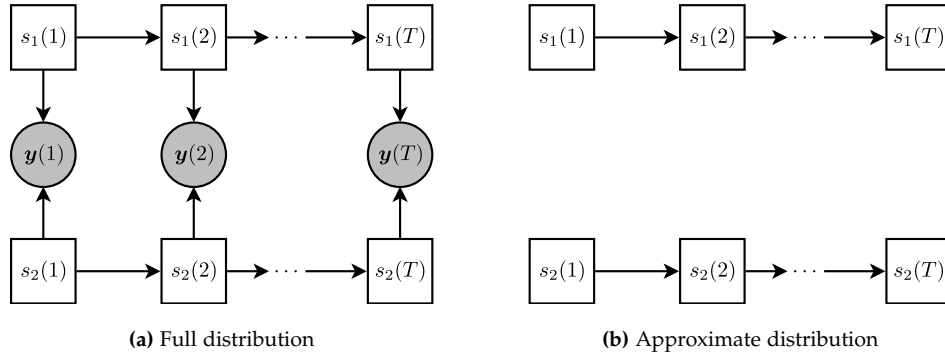 s₁(1) s₁(2) ··· s₁(T) s₁(1) s₁(2) ··· s₁(T)
y(1) y(2) y(T)
s₂(1) s₂(2) ··· s₂(T) s₂(1) s₂(2) ··· s₂(T)
(a) Full distribution (b) Approximate distribution